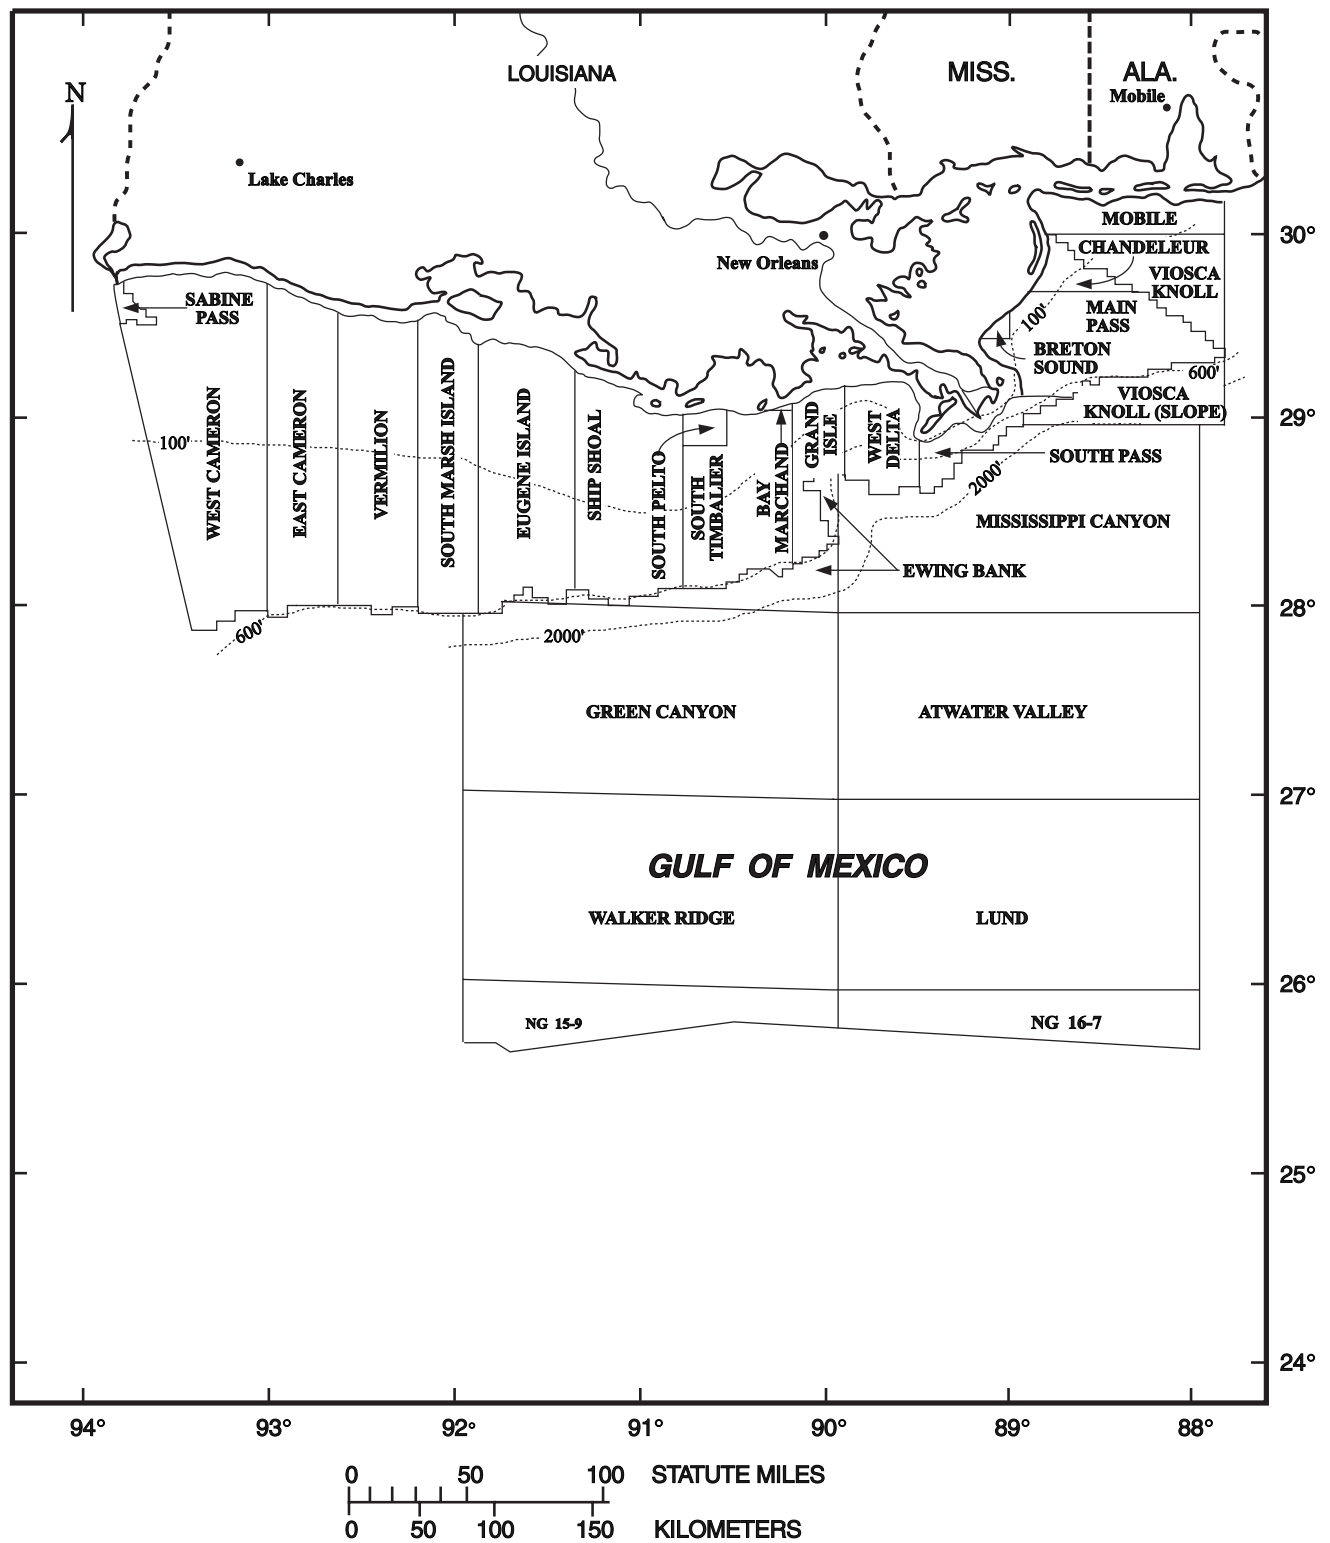 LOUISIANA
MISS.
ALA.
Mobile
N
Lake Charles
New Orleans
MOBILE
30°
CHANDELEUR
VIOSCA
KNOLL
SABINE
PASS
MAIN
PASS
100'
BRETON
SOUND
600'
VIOSCA
KNOLL (SLOPE)
29°
100'
WEST CAMERON
EAST CAMERON
VERMILION
SOUTH MARSH ISLAND
EUGENE ISLAND
SHIP SHOAL
SOUTH PELTO
SOUTH
TIMBALIER
BAY
MARCHAND
GRAND
ISLE
WEST
DELTA
SOUTH PASS
2000'
MISSISSIPPI CANYON
EWING BANK
28°
600'
2000'
GREEN CANYON
ATWATER VALLEY
27°
GULF OF MEXICO
WALKER RIDGE
LUND
26°
NG 15-9
NG 16-7
25°
24°
94°
93°
92°
91°
90°
89°
88°
0 50 100 STATUTE MILES
0 50 100 150 KILOMETERS